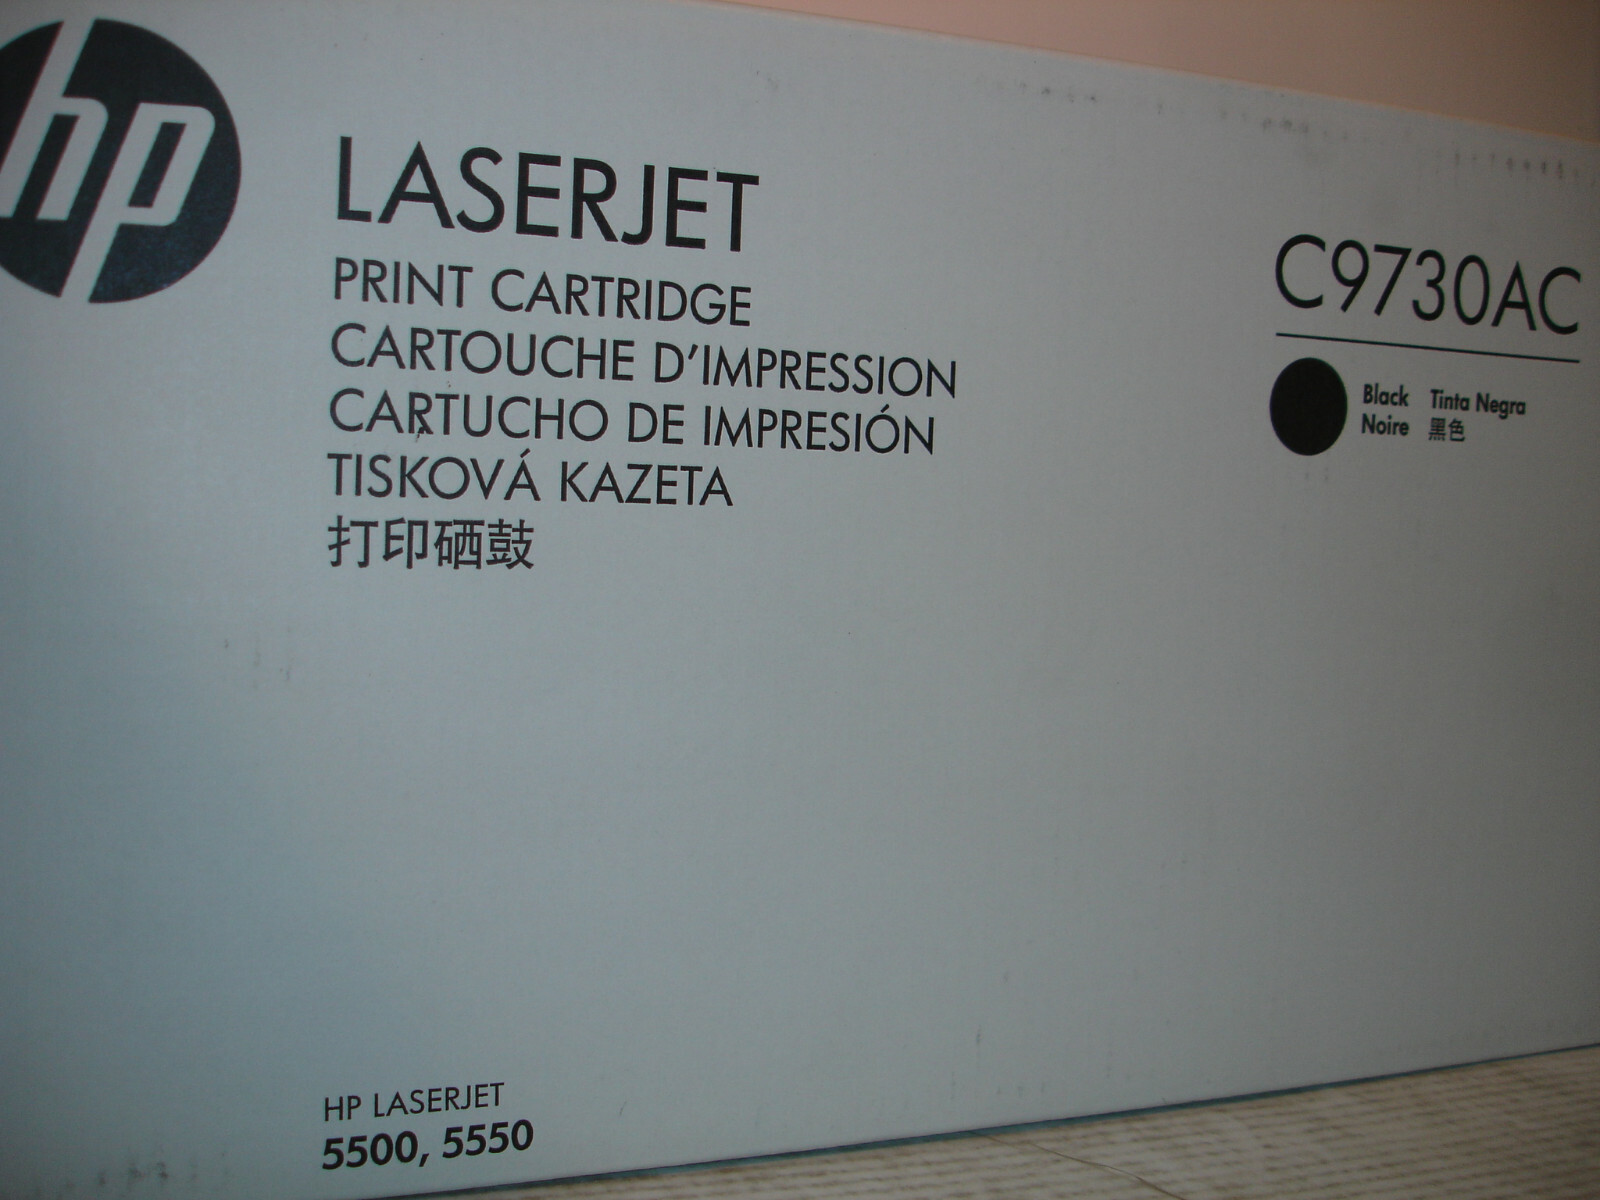 hp
LASERJET
PRINT CARTRIDGE
CARTOUCHE D'IMPRESSION
CARTUCHO DE IMPRESIÓN
TISKOVÁ KAZETA
打印硒鼓
C9730AC
Black Tinta Negra
Noire 黑色
HP LASERJET
5500, 5550